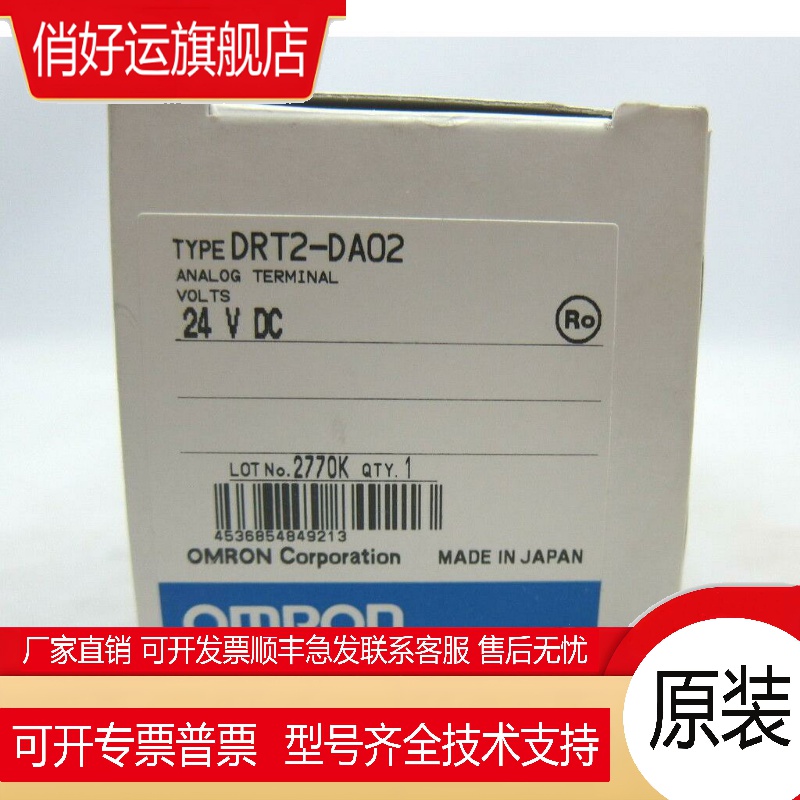 俏好运旗舰店
TYPE DRT2-DA02
ANALOG TERMINAL
VOLTS
24 V DC
Ro
LOT No. 2770K QTY. 1
4536854849213
OMRON Corporation MADE IN JAPAN
OMRON
厂家直销 可开发票顺丰急发联系客服 售后无忧
可开专票普票 型号齐全技术支持
原装